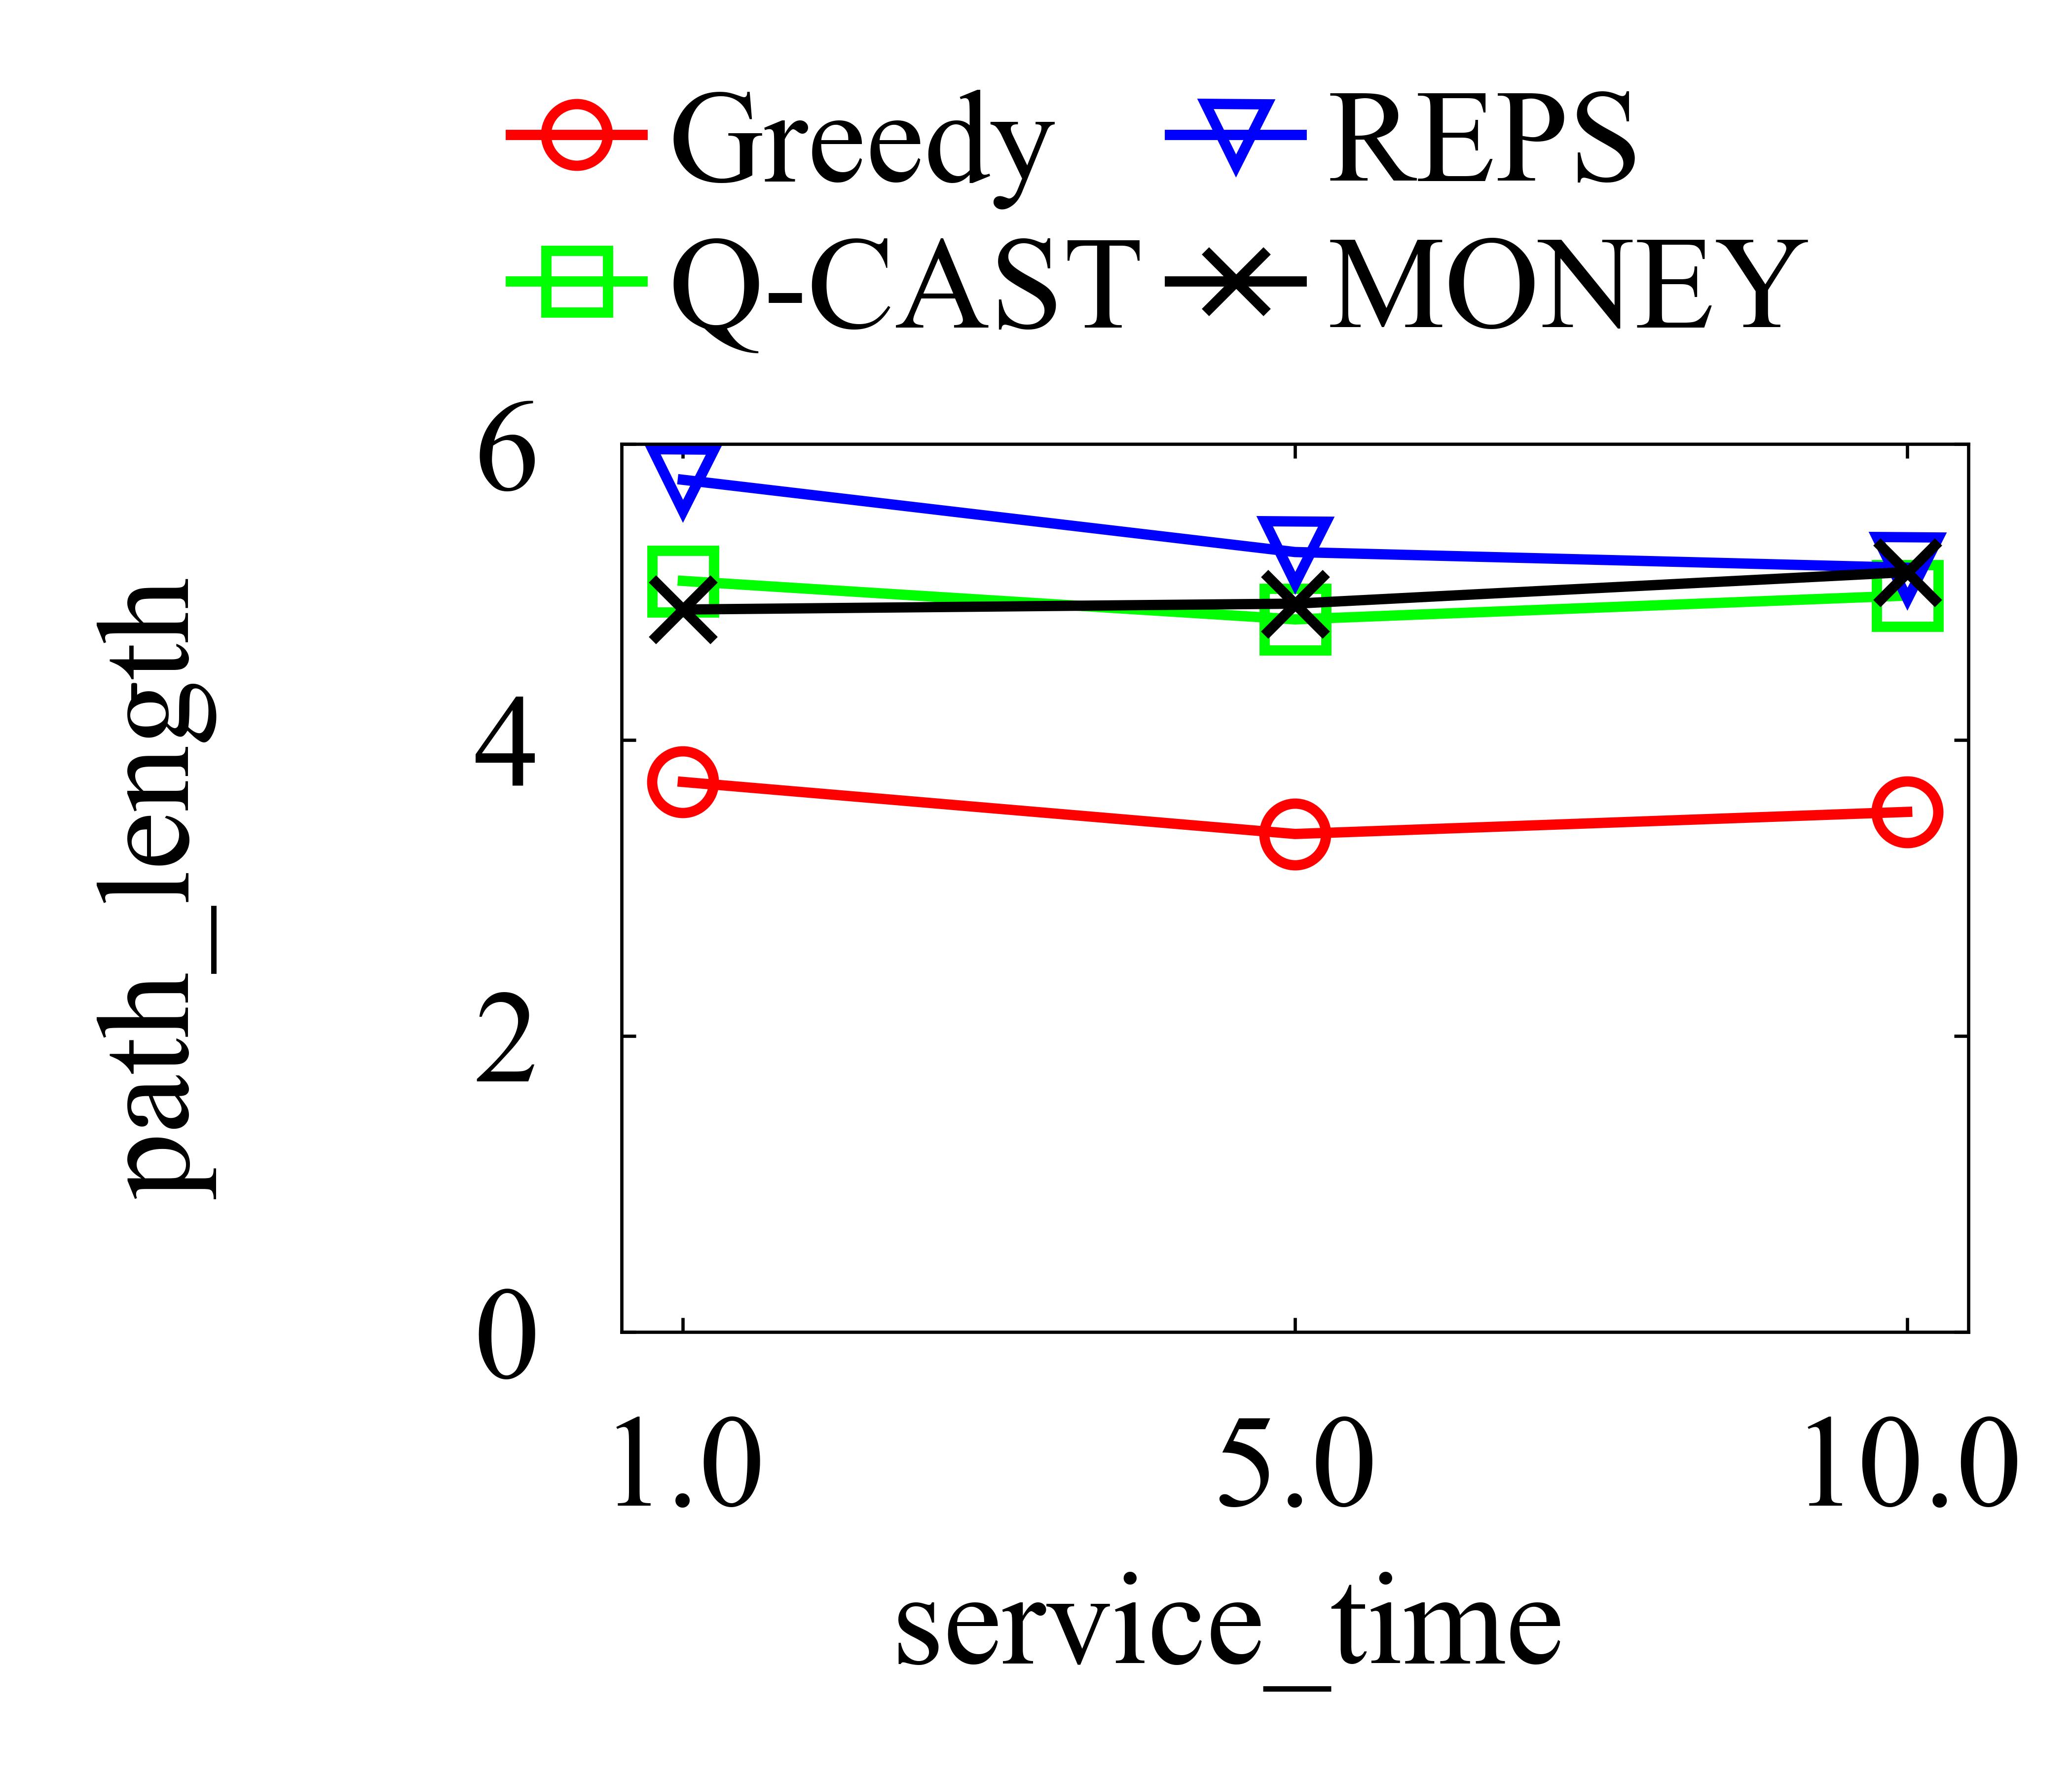 Greedy REPS
Q-CAST MONEY
6
4
2
0
path_length
1.0 5.0 10.0
service_time